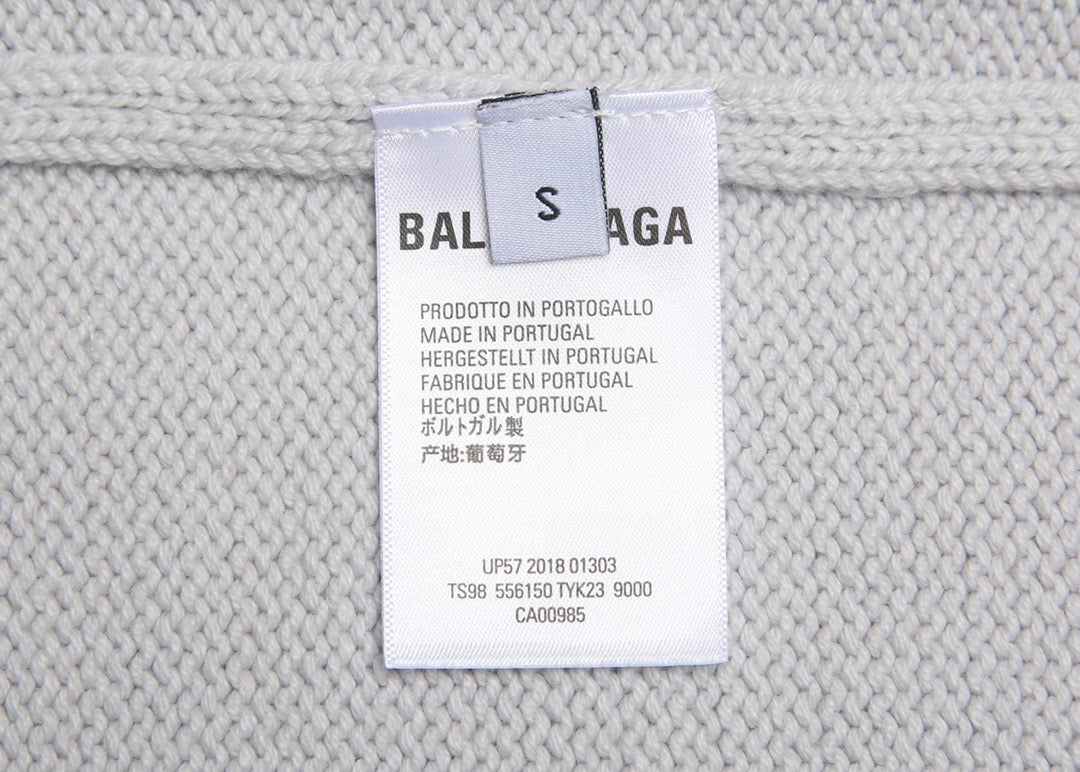 S
BAL AGA
PRODOTTO IN PORTOGALLO
MADE IN PORTUGAL
HERGESTELLT IN PORTUGAL
FABRIQUE EN PORTUGAL
HECHO EN PORTUGAL
ボルトガル製
产地:葡萄牙
UP57 2018 01303
TS98 556150 TYK23 9000
CA00985